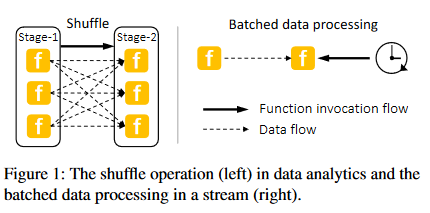 Shuffle
Stage-1
Stage-2
f f
f f
f f
Batched data processing
f f
Function invocation flow
Data flow
Figure 1: The shuffle operation (left) in data analytics and the
batched data processing in a stream (right).